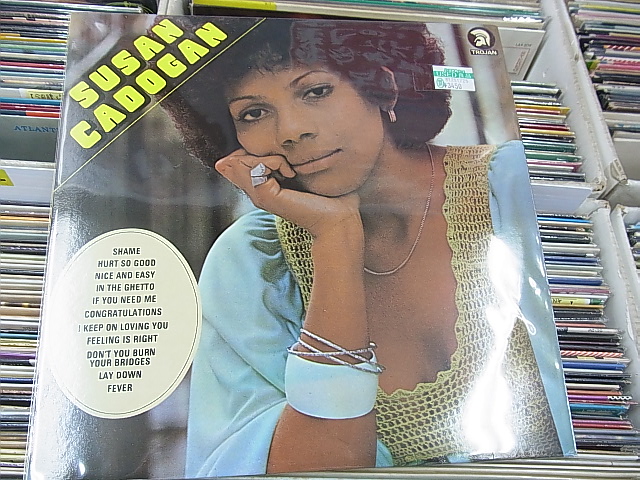 SUSAN
CADOGAN
TROJAN
SHAME
HURT SO GOOD
NICE AND EASY
IN THE GHETTO
IF YOU NEED ME
CONGRATULATIONS
I KEEP ON LOVING YOU
FEELING IS RIGHT
DON'T YOU BURN
YOUR BRIDGES
LAY DOWN
FEVER